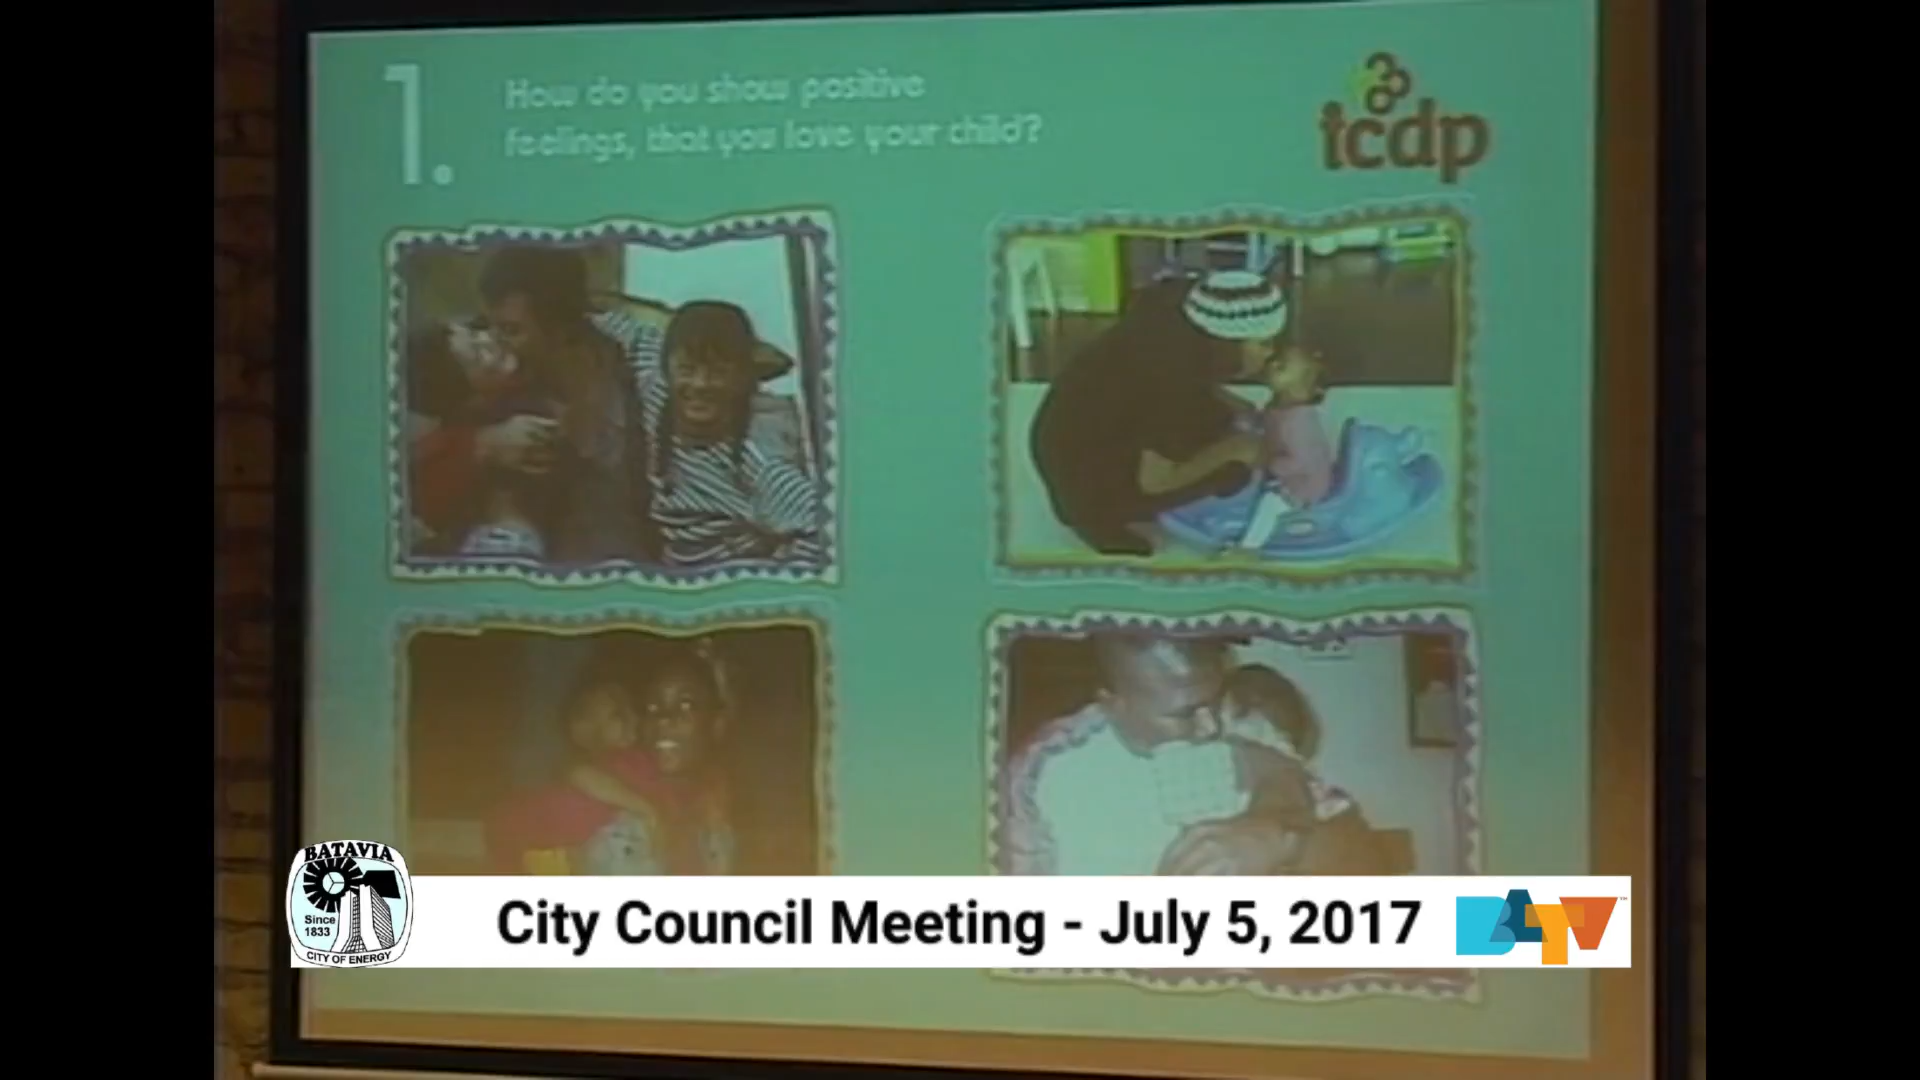 1.
How do you show positive
feelings, that you love your child?
tcdp
BATAVIA
Since
1833
CITY OF ENERGY
City Council Meeting - July 5, 2017
BATV